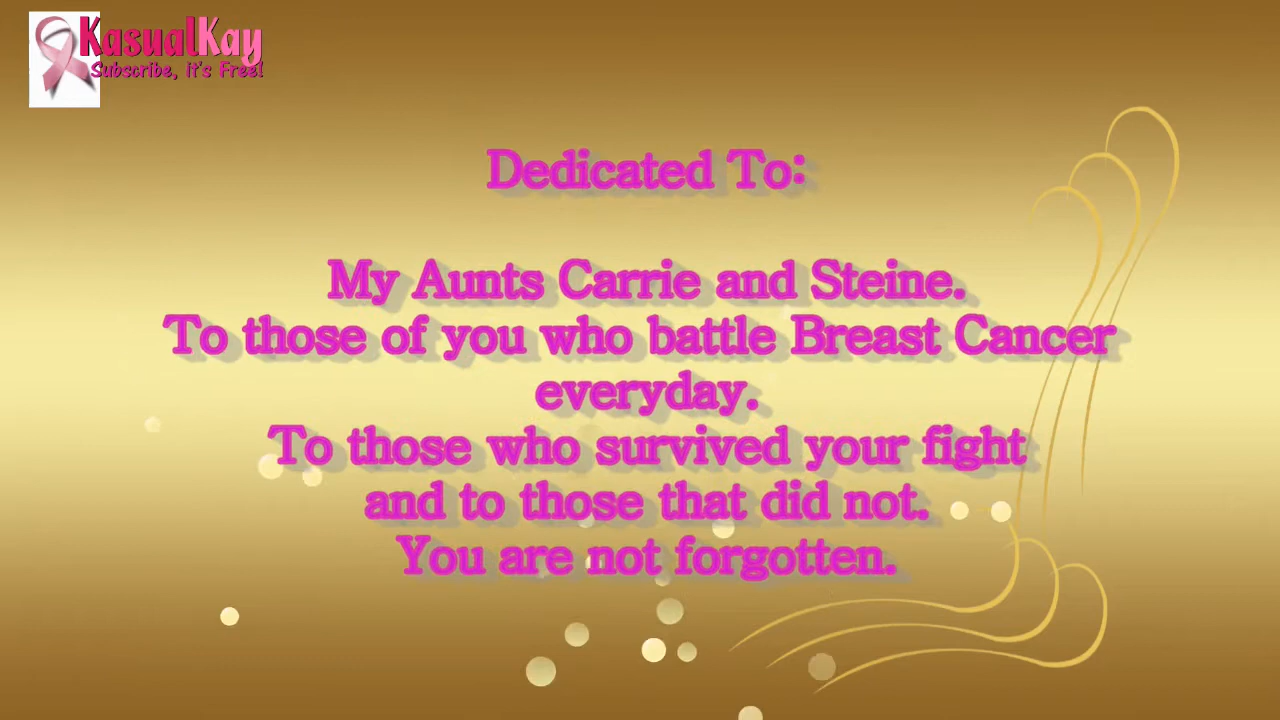 KasualKay
Subscribe, it's Free!
Dedicated To:
My Aunts Carrie and Steine.
To those of you who battle Breast Cancer
everyday.
To those who survived your fight
and to those that did not.
You are not forgotten.